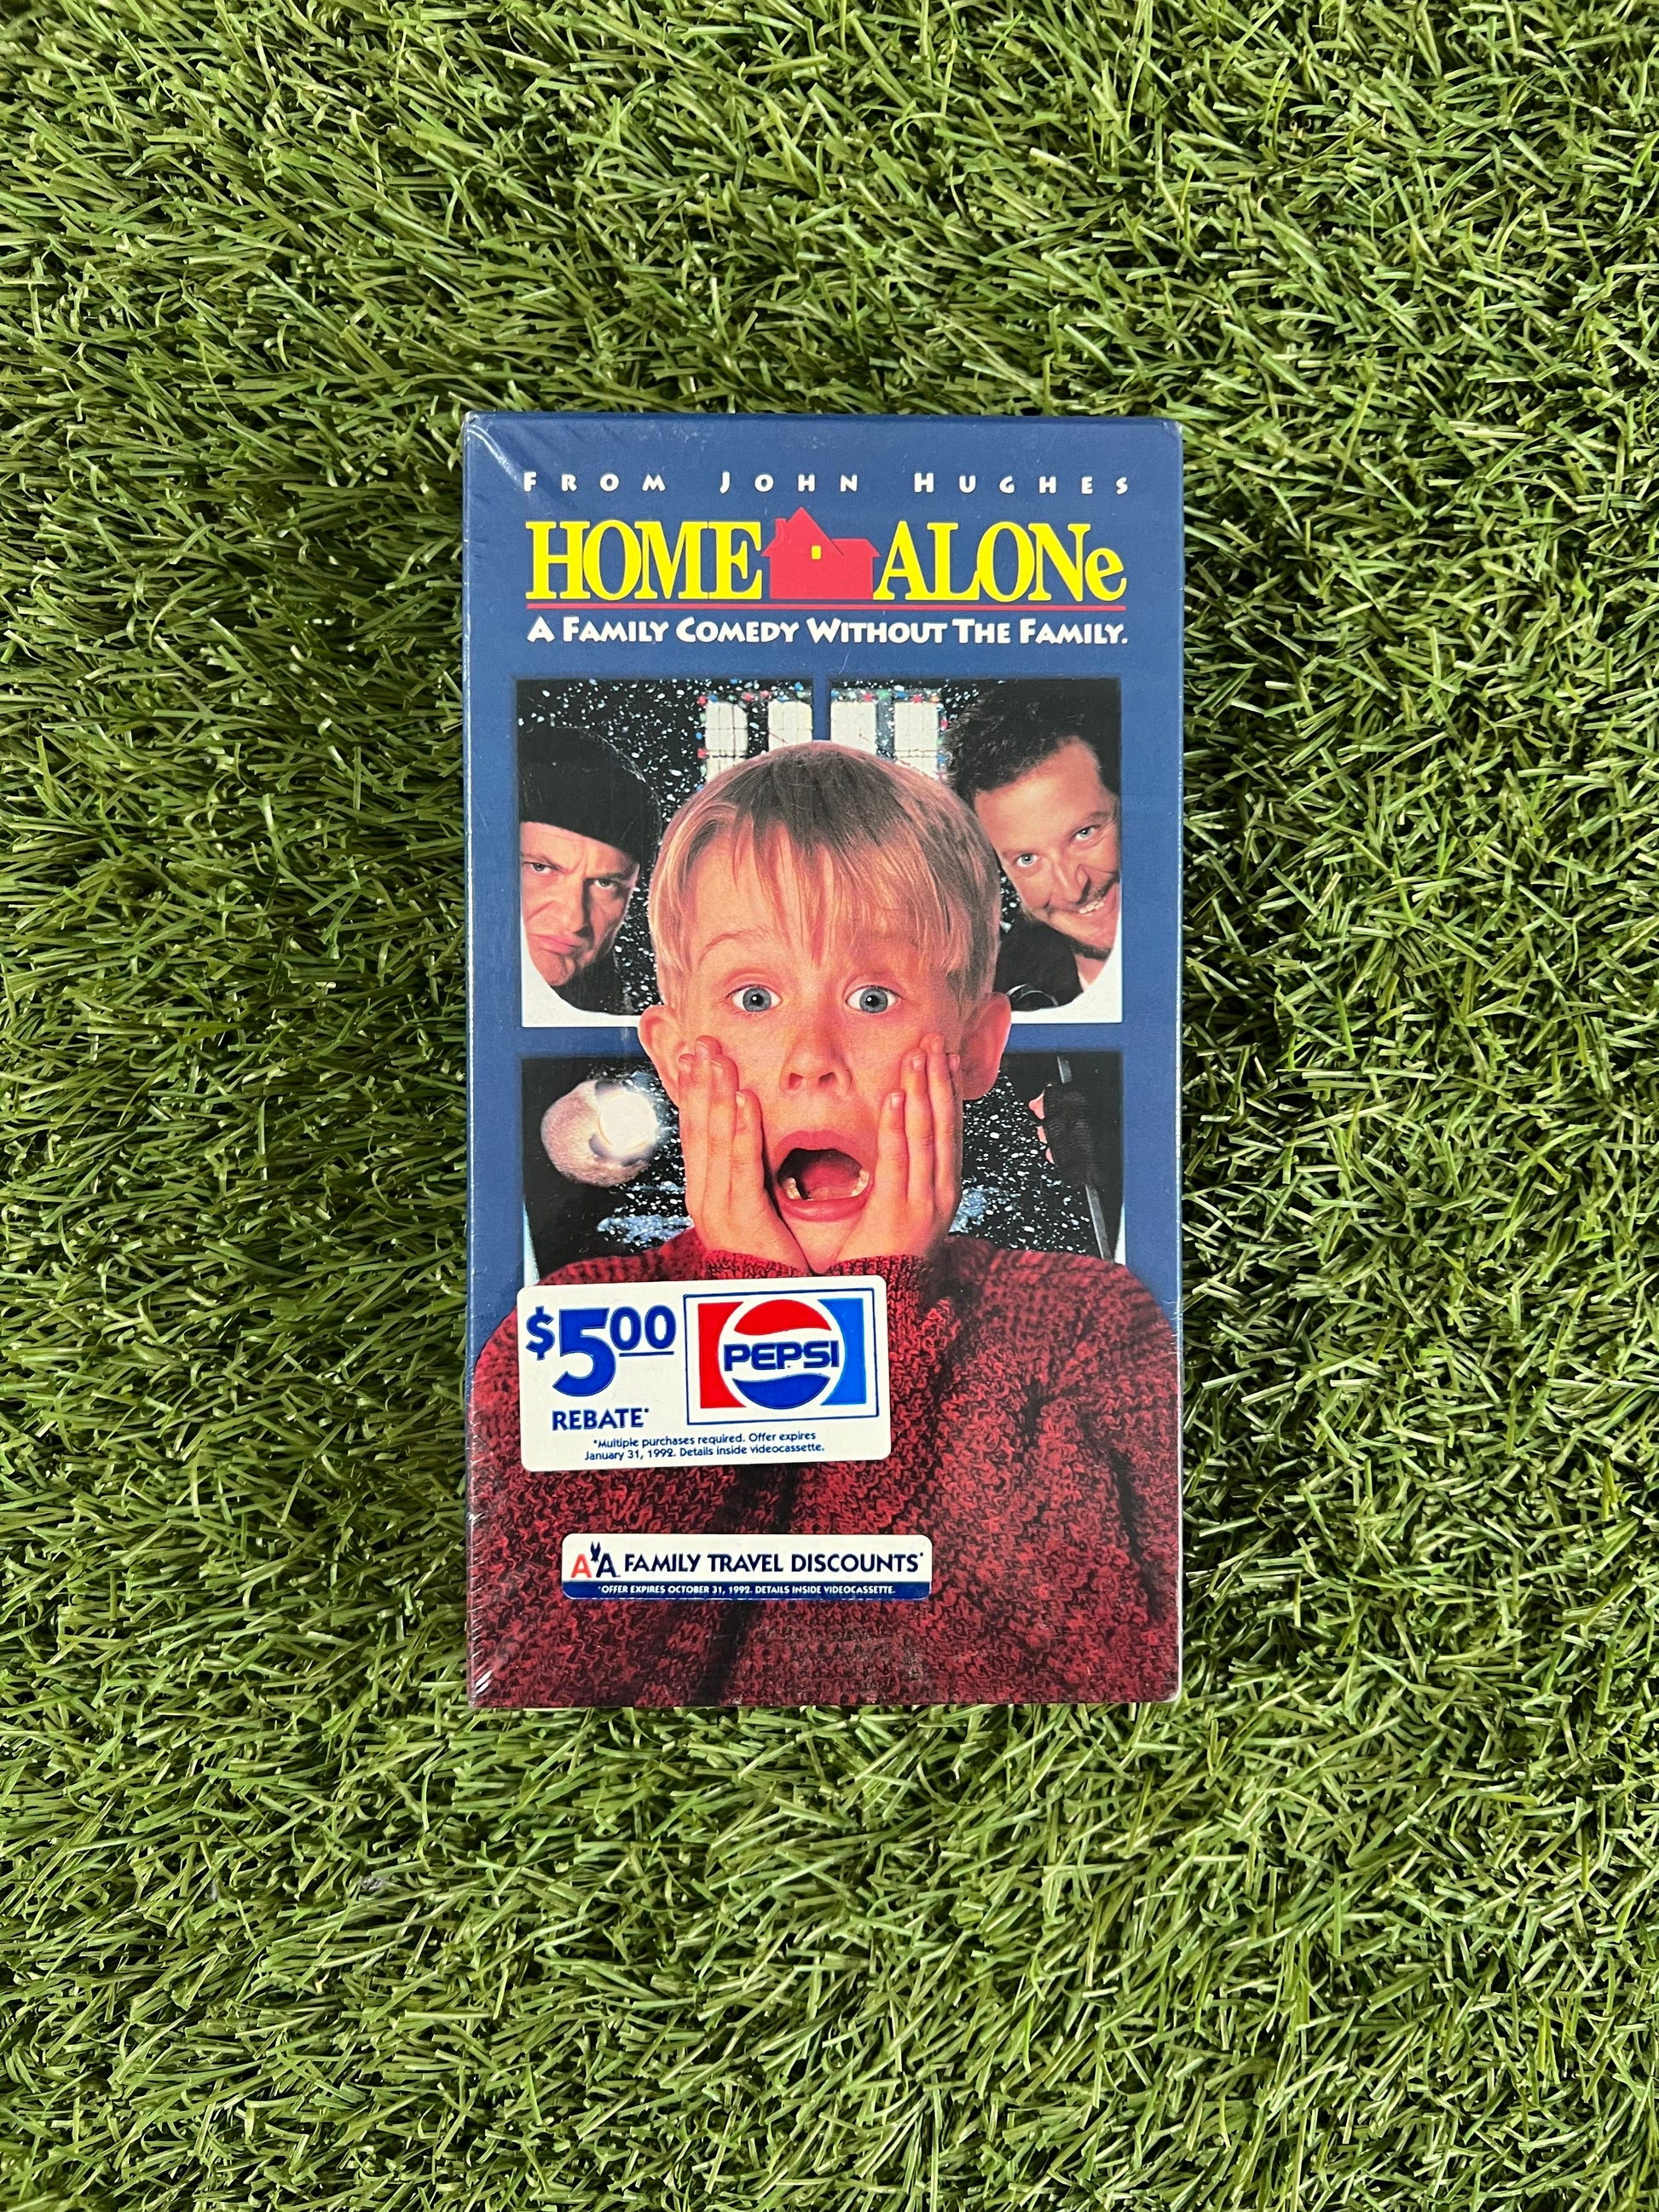 FROM JOHN HUGHES
HOME ALONe
A FAMILY COMEDY WITHOUT THE FAMILY.
$5.00
PEPSI
REBATE*
*Multiple purchases required. Offer expires
January 31, 1992. Details inside videocassette.
AA FAMILY TRAVEL DISCOUNTS*
*OFFER EXPIRES OCTOBER 31, 1992. DETAILS INSIDE VIDEOCASSETTE.